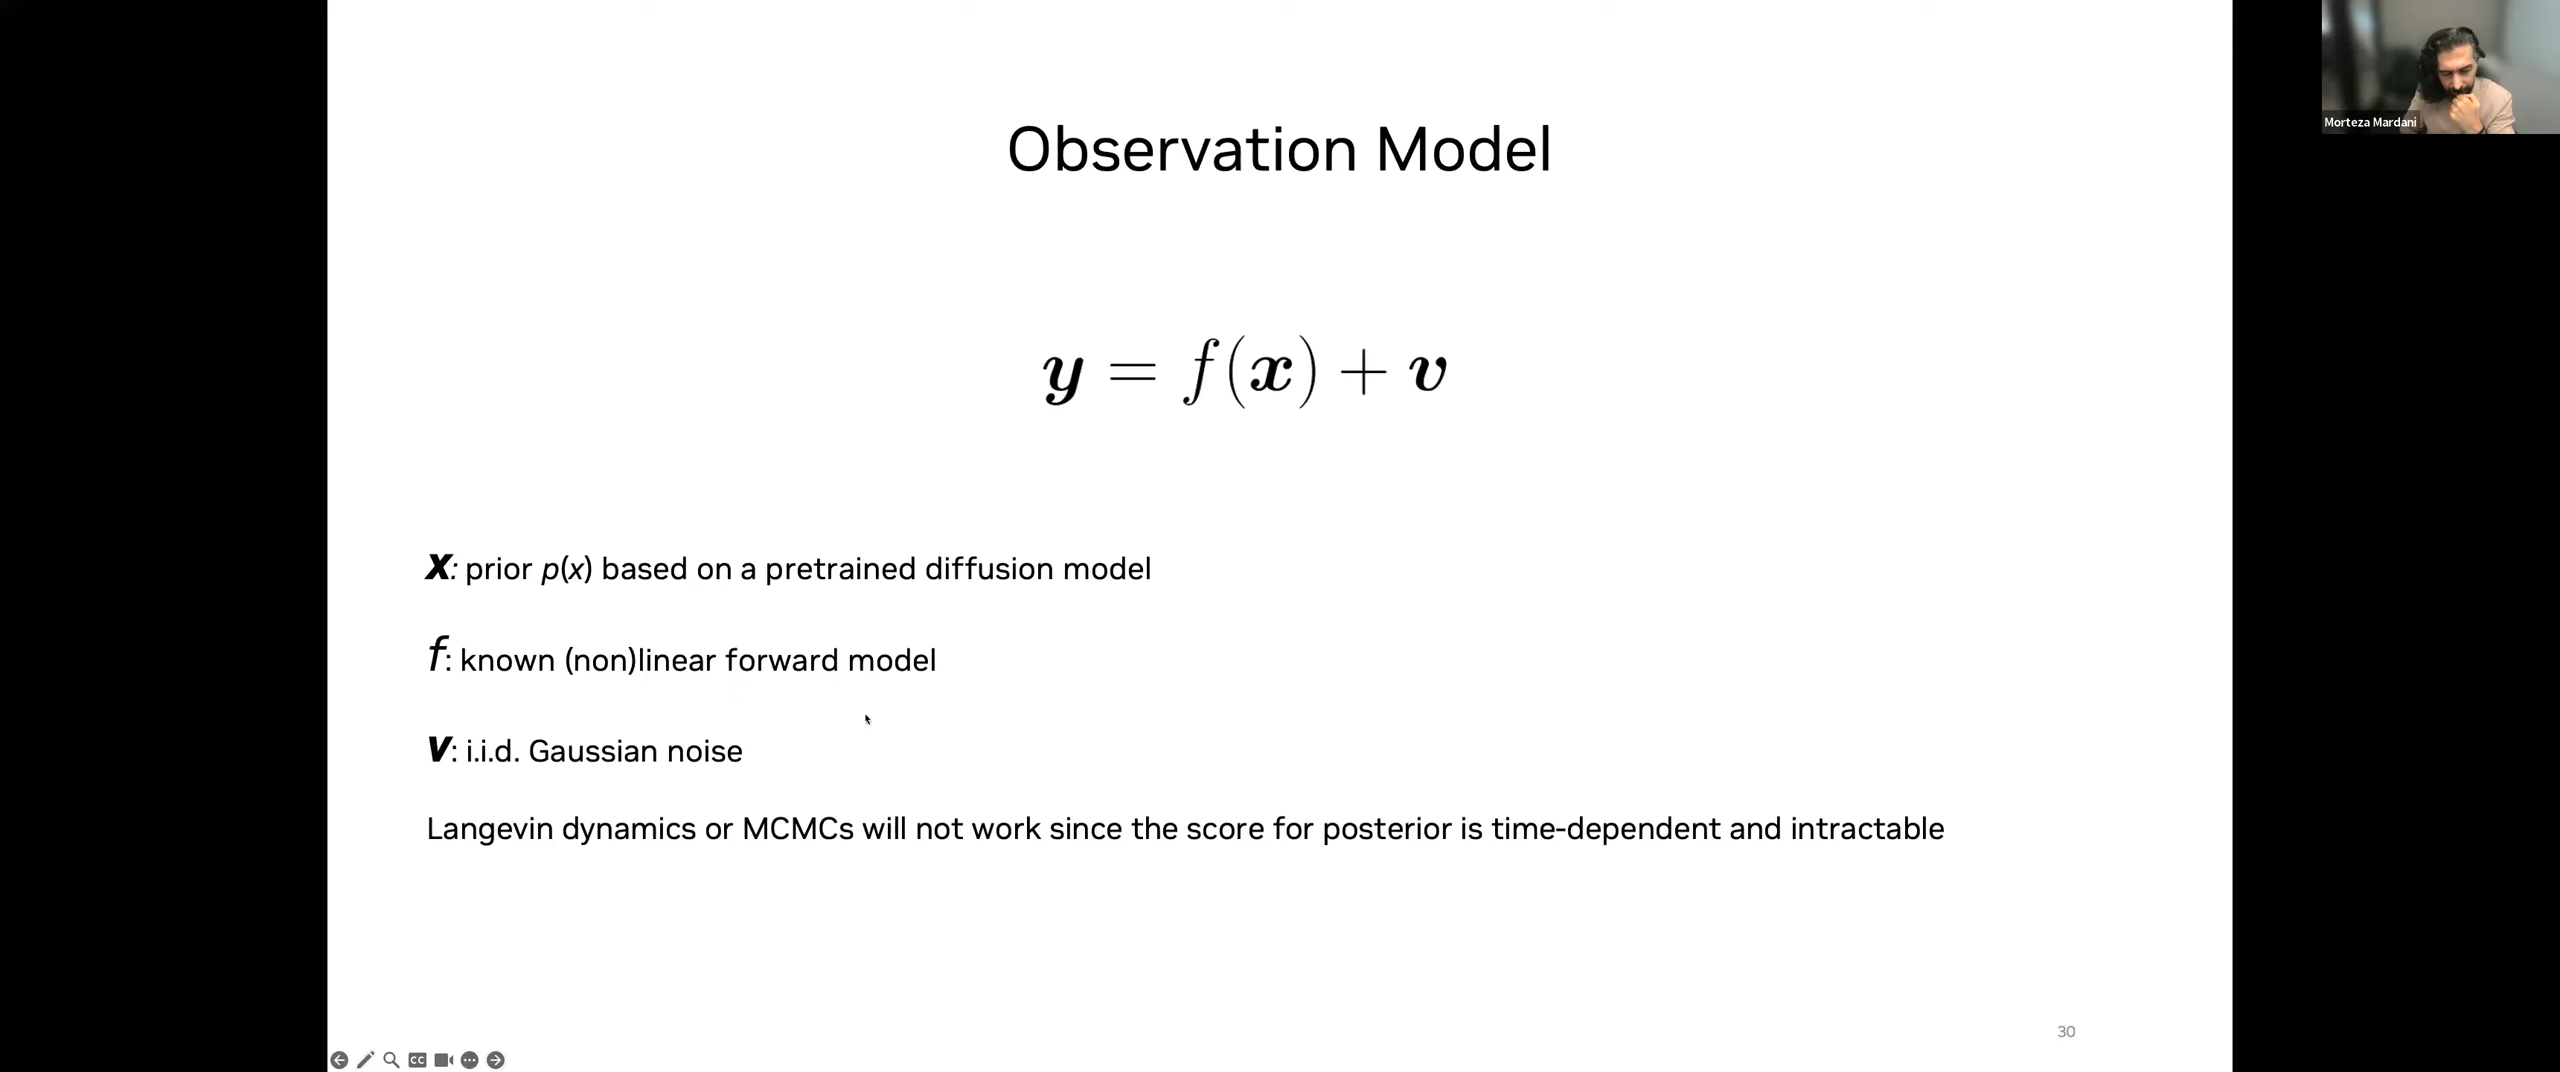 Morteza Mardani
Observation Model
y = f(x) + v
x: prior p(x) based on a pretrained diffusion model
f: known (non)linear forward model
v: i.i.d. Gaussian noise
Langevin dynamics or MCMCs will not work since the score for posterior is time-dependent and intractable
30
CC